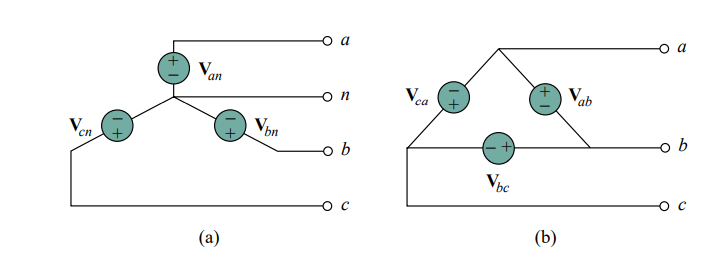 a
+
−
Van
n
Vcn
−
+
−
+
Vbn
b
c
(a)
a
Vca
−
+
+
−
Vab
− +
b
Vbc
c
(b)